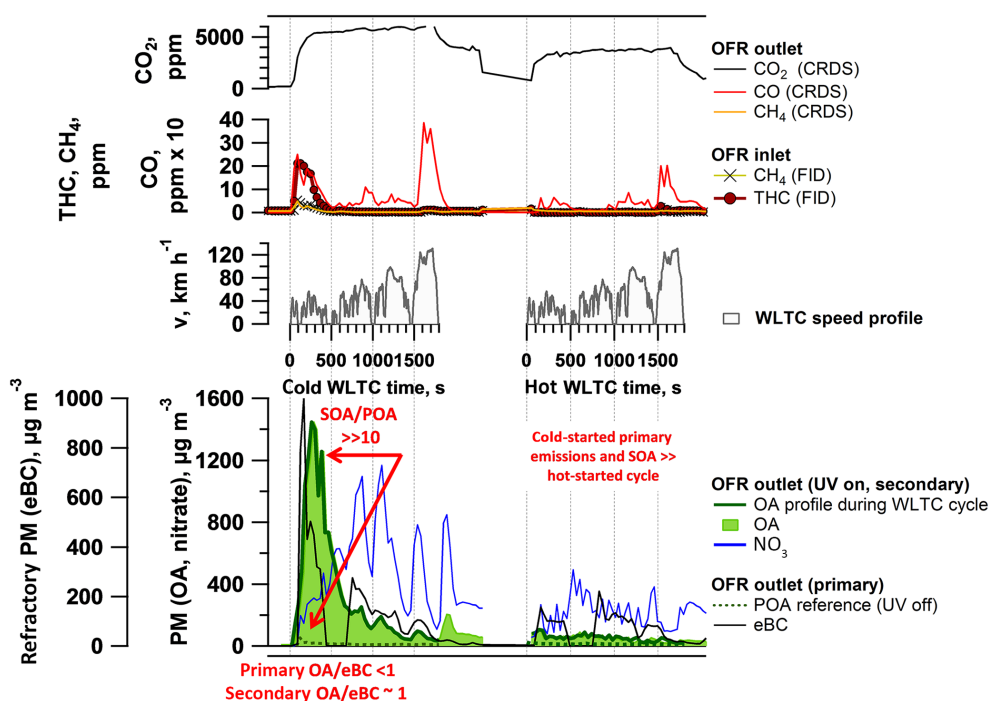 CO₂,
ppm
5000
0
OFR outlet
CO₂ (CRDS)
CO (CRDS)
CH₄ (CRDS)
OFR inlet
CH₄ (FID)
THC (FID)
THC, CH₄,
ppm
CO,
ppm x 10
40
30
20
10
0
v, km h⁻¹
120
80
40
0
WLTC speed profile
0 500 1000 1500
Cold WLTC time, s
0 500 1000 1500
Hot WLTC time, s
Refractory PM (eBC), µg m⁻³
1000
800
600
400
200
0
PM (OA, nitrate), µg m⁻³
1600
1200
800
400
0
SOA/POA
>>10
Cold-started primary
emissions and SOA >>
hot-started cycle
OFR outlet (UV on, secondary)
OA profile during WLTC cycle
OA
NO₃
OFR outlet (primary)
POA reference (UV off)
eBC
Primary OA/eBC <1
Secondary OA/eBC ~ 1